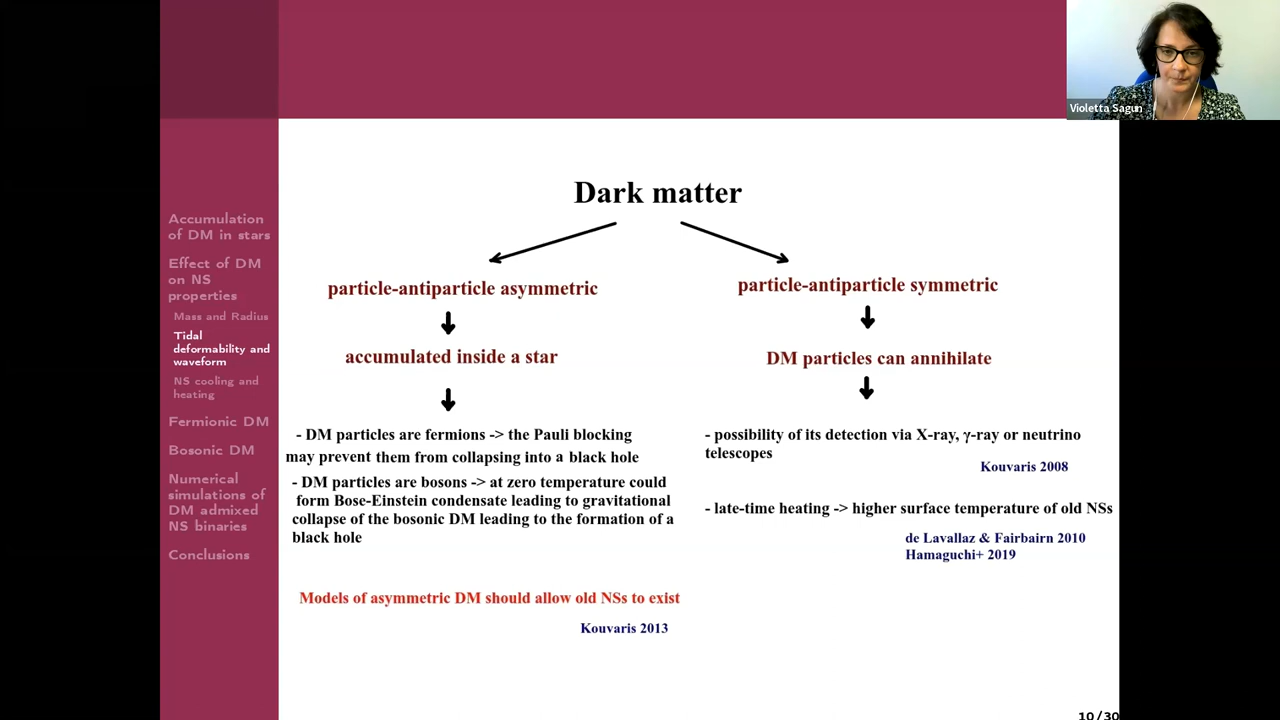 Violetta Sagun
Accumulation
of DM in stars
Effect of DM
on NS
properties
Mass and Radius
Tidal
deformability and
waveform
NS cooling and
heating
Fermionic DM
Bosonic DM
Numerical
simulations of
DM admixed
NS binaries
Conclusions
Dark matter
particle-antiparticle asymmetric
accumulated inside a star
- DM particles are fermions -> the Pauli blocking
may prevent them from collapsing into a black hole
- DM particles are bosons -> at zero temperature could
form Bose-Einstein condensate leading to gravitational
collapse of the bosonic DM leading to the formation of a
black hole
Models of asymmetric DM should allow old NSs to exist
Kouvaris 2013
particle-antiparticle symmetric
DM particles can annihilate
- possibility of its detection via X-ray, γ-ray or neutrino
telescopes
Kouvaris 2008
- late-time heating -> higher surface temperature of old NSs
de Lavallaz & Fairbairn 2010
Hamaguchi+ 2019
10/30